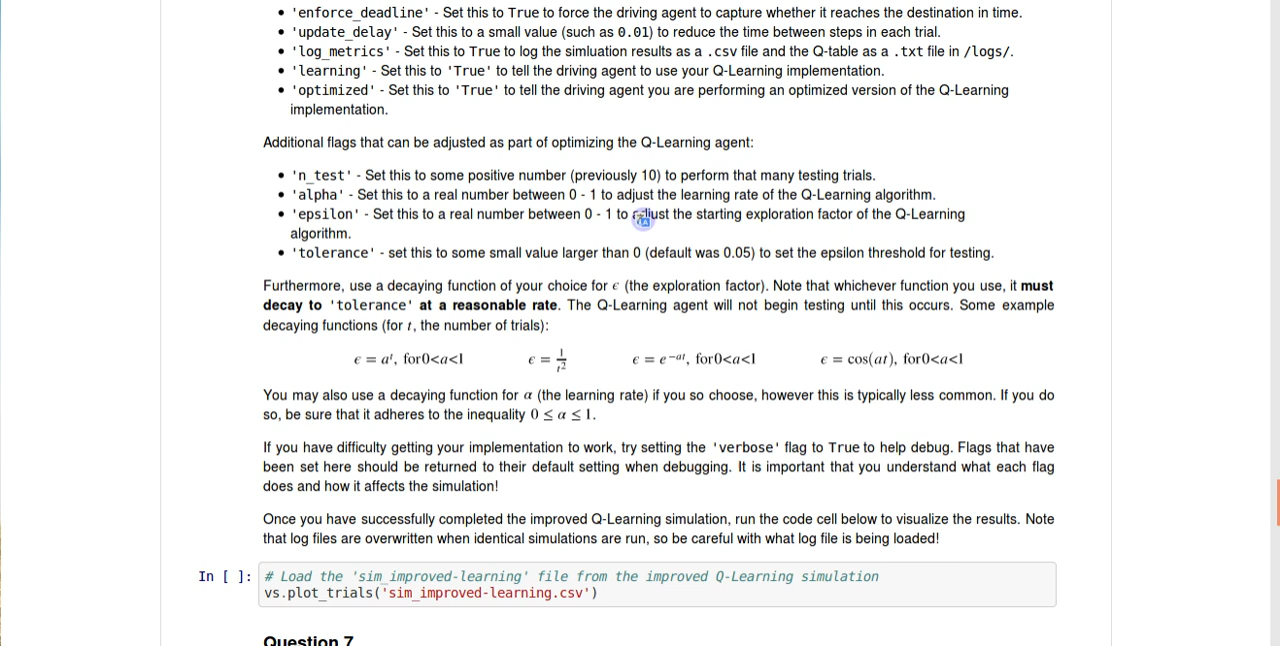 • 'enforce_deadline' - Set this to True to force the driving agent to capture whether it reaches the destination in time.
• 'update_delay' - Set this to a small value (such as 0.01) to reduce the time between steps in each trial.
• 'log_metrics' - Set this to True to log the simluation results as a .csv file and the Q-table as a .txt file in /logs/.
• 'learning' - Set this to 'True' to tell the driving agent to use your Q-Learning implementation.
• 'optimized' - Set this to 'True' to tell the driving agent you are performing an optimized version of the Q-Learning
implementation.
Additional flags that can be adjusted as part of optimizing the Q-Learning agent:
• 'n_test' - Set this to some positive number (previously 10) to perform that many testing trials.
• 'alpha' - Set this to a real number between 0 - 1 to adjust the learning rate of the Q-Learning algorithm.
• 'epsilon' - Set this to a real number between 0 - 1 to adjust the starting exploration factor of the Q-Learning
algorithm.
• 'tolerance' - set this to some small value larger than 0 (default was 0.05) to set the epsilon threshold for testing.
Furthermore, use a decaying function of your choice for ϵ (the exploration factor). Note that whichever function you use, it must
decay to 'tolerance' at a reasonable rate. The Q-Learning agent will not begin testing until this occurs. Some example
decaying functions (for t, the number of trials):
ϵ = a^t, for0<a<1 ϵ = 1/t^2 ϵ = e^−at, for0<a<1 ϵ = cos(at), for0<a<1
You may also use a decaying function for α (the learning rate) if you so choose, however this is typically less common. If you do
so, be sure that it adheres to the inequality 0 ≤ α ≤ 1.
If you have difficulty getting your implementation to work, try setting the 'verbose' flag to True to help debug. Flags that have
been set here should be returned to their default setting when debugging. It is important that you understand what each flag
does and how it affects the simulation!
Once you have successfully completed the improved Q-Learning simulation, run the code cell below to visualize the results. Note
that log files are overwritten when identical simulations are run, so be careful with what log file is being loaded!
In [ ]: # Load the 'sim_improved-learning' file from the improved Q-Learning simulation
vs.plot_trials('sim_improved-learning.csv')
Question 7